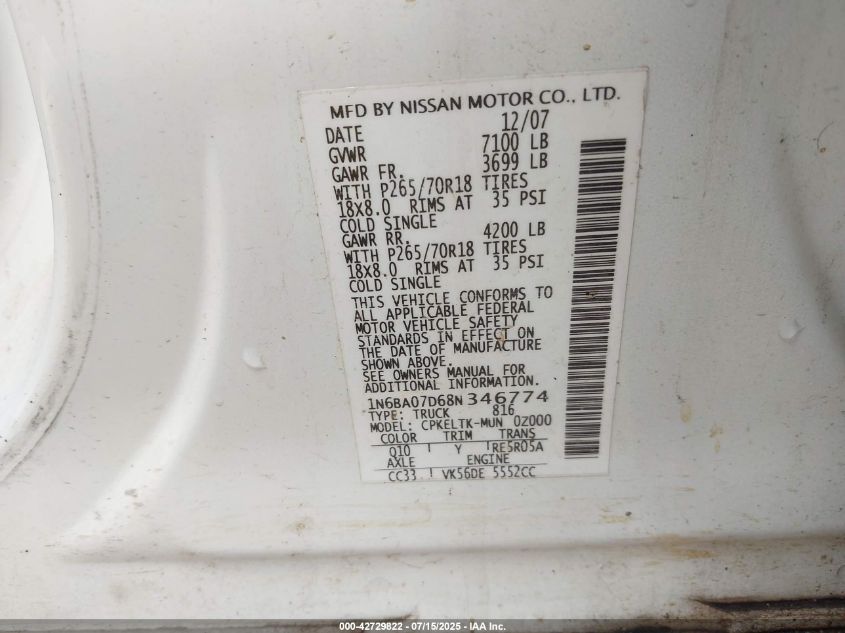 MFD BY NISSAN MOTOR CO., LTD.
DATE 12/07
GVWR 7100 LB
GAWR FR. 3699 LB
WITH P265/70R18 TIRES
18X8.0 RIMS AT 35 PSI
COLD SINGLE
GAWR RR. 4200 LB
WITH P265/70R18 TIRES
18X8.0 RIMS AT 35 PSI
COLD SINGLE
THIS VEHICLE CONFORMS TO
ALL APPLICABLE FEDERAL
MOTOR VEHICLE SAFETY
STANDARDS IN EFFECT ON
THE DATE OF MANUFACTURE
SHOWN ABOVE.
SEE OWNERS MANUAL FOR
ADDITIONAL INFORMATION.
1N6BA07D68N346774
TYPE: TRUCK 816
MODEL: CPKELTK-MUN 0Z000
COLOR TRIM TRANS
Q10 Y RE5R05A
AXLE ENGINE
CC33 VK56DE 5552CC
000-42729822 - 07/15/2025 - IAA Inc.